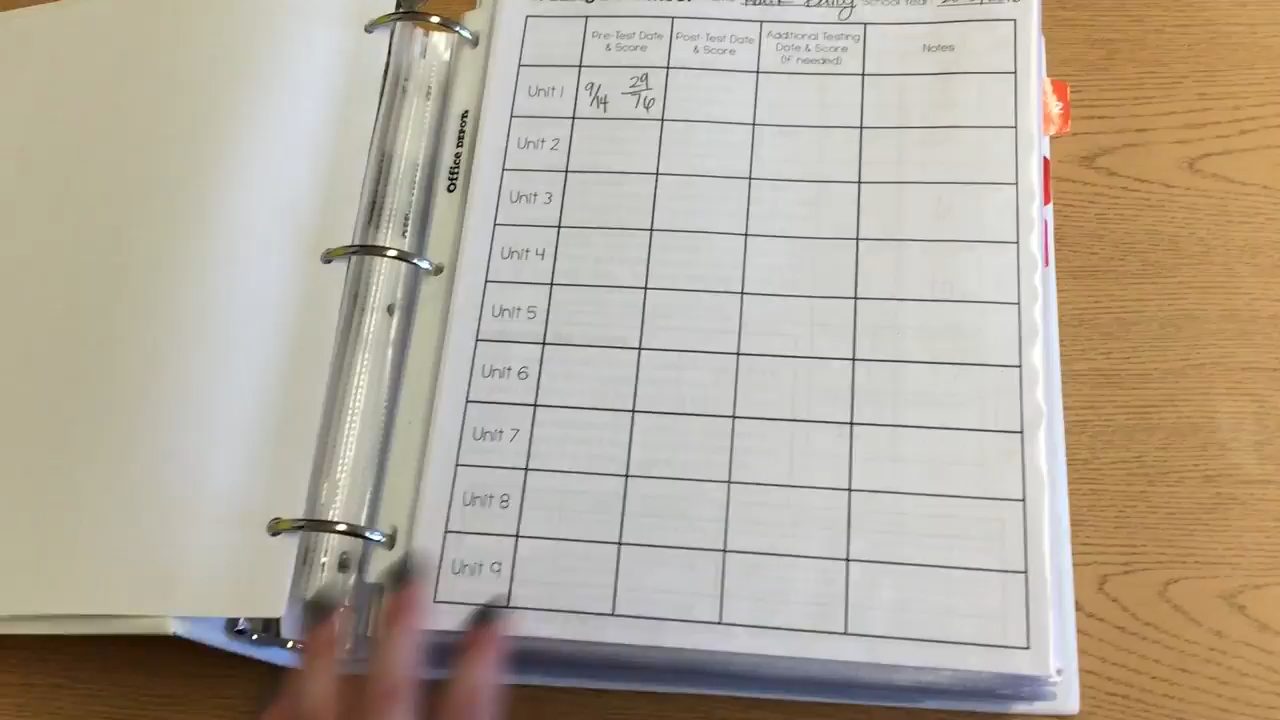 School Year:
Pre-Test Date & Score
Post-Test Date & Score
Additional Testing Date & Score (if needed)
Notes
Unit 1 9/14 29/76
Unit 2
Unit 3
Unit 4
Unit 5
Unit 6
Unit 7
Unit 8
Unit 9
Office DEPOT